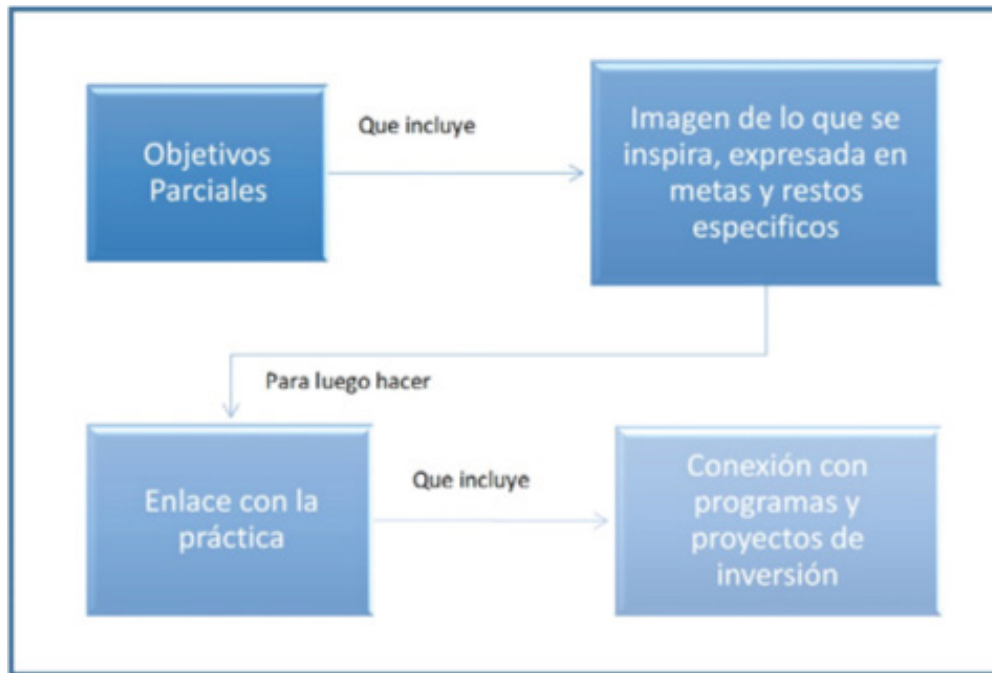 Objetivos
Parciales
Que incluye
Imagen de lo que se
inspira, expresada en
metas y restos
especificos
Para luego hacer
Enlace con la
práctica
Que incluye
Conexión con
programas y
proyectos de
inversión